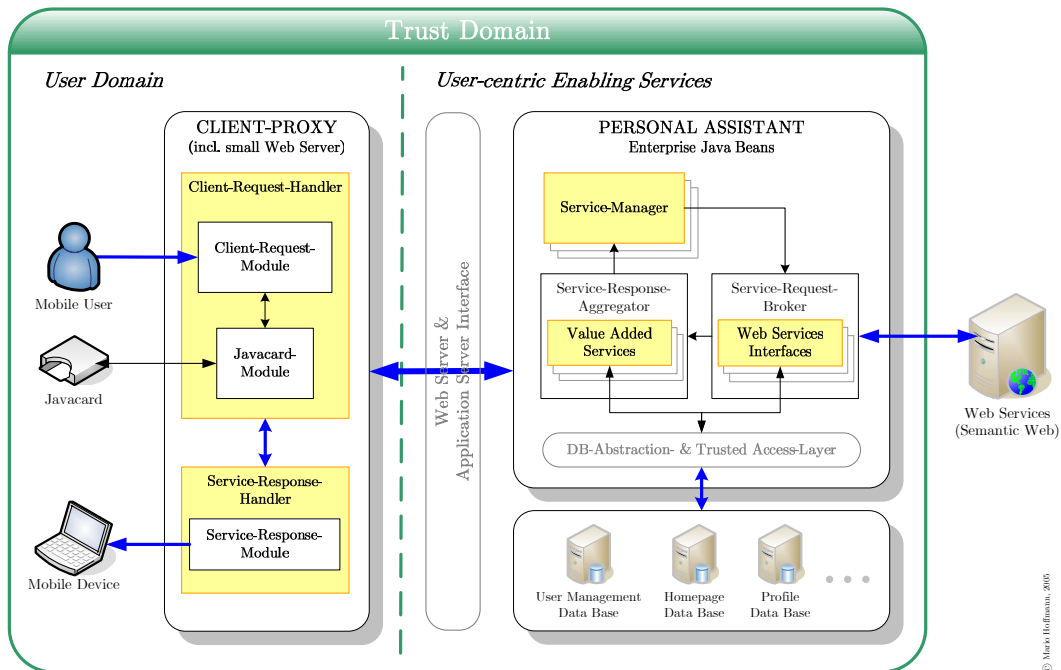 Trust Domain
User Domain
User-centric Enabling Services
CLIENT-PROXY
(incl. small Web Server)
Client-Request-Handler
Client-Request-
Module
Javacard-
Module
Service-Response-
Handler
Service-Response-
Module
Mobile User
Javacard
Mobile Device
Web Server &
Application Server Interface
PERSONAL ASSISTANT
Enterprise Java Beans
Service-Manager
Service-Response-
Aggregator
Value Added
Services
Service-Request-
Broker
Web Services
Interfaces
DB-Abstraction- & Trusted Access-Layer
User Management
Data Base
Homepage
Data Base
Profile
Data Base
Web Services
(Semantic Web)
© Mario Hoffmann, 2005